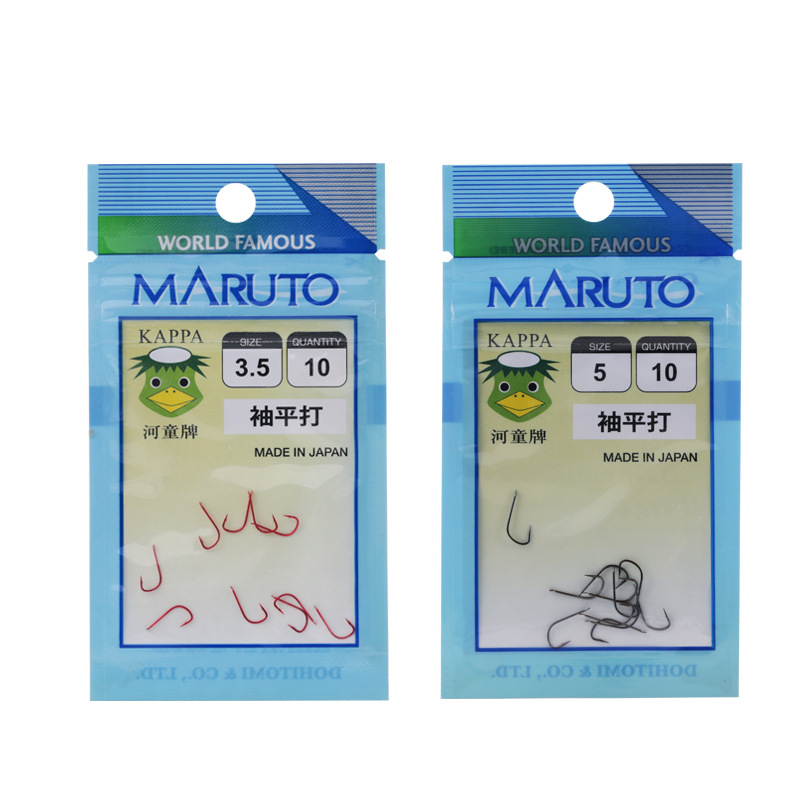 WORLD FAMOUS
MARUTO
KAPPA
SIZE QUANTITY
3.5 10
袖平打
河童牌
MADE IN JAPAN
DOHITOMI & CO., LTD.
WORLD FAMOUS
MARUTO
KAPPA
SIZE QUANTITY
5 10
袖平打
河童牌
MADE IN JAPAN
DOHITOMI & CO., LTD.